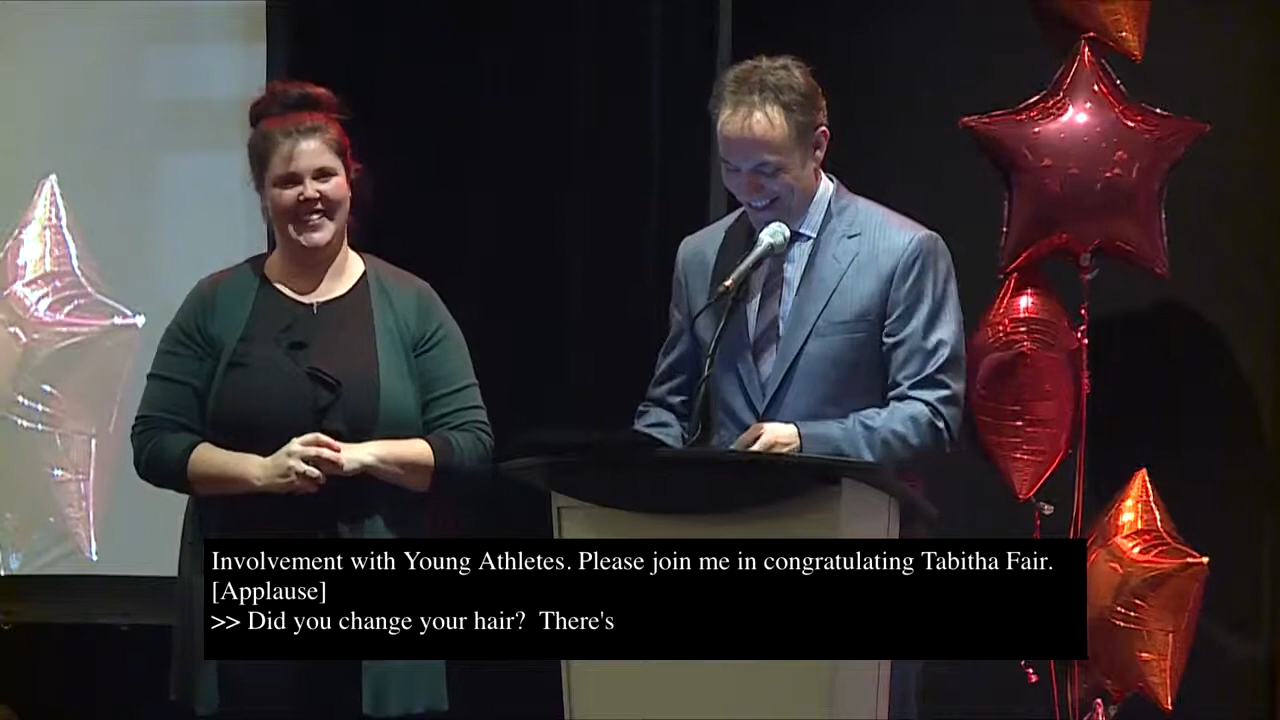 Involvement with Young Athletes. Please join me in congratulating Tabitha Fair.
[Applause]
>> Did you change your hair?  There's